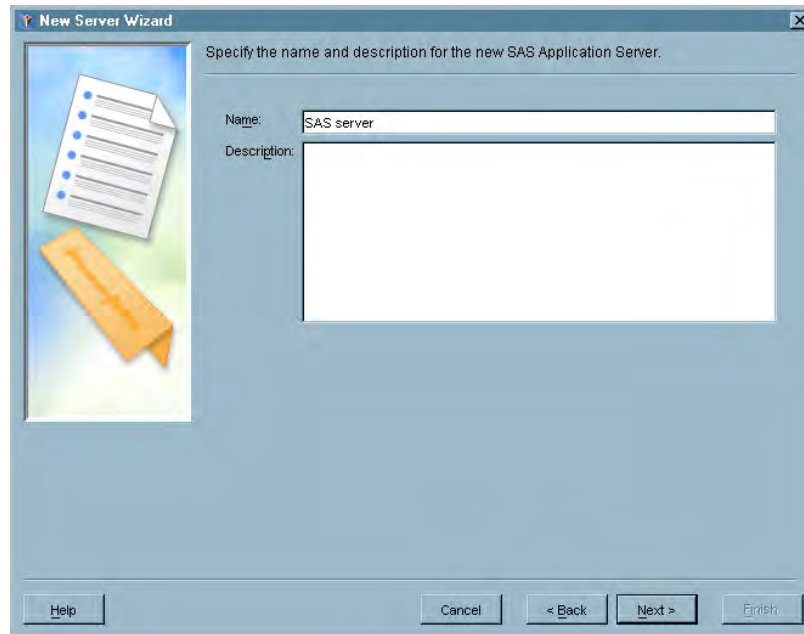 New Server Wizard
Specify the name and description for the new SAS Application Server.
Name:
SAS server
Description:
Help
Cancel
< Back
Next >
Finish